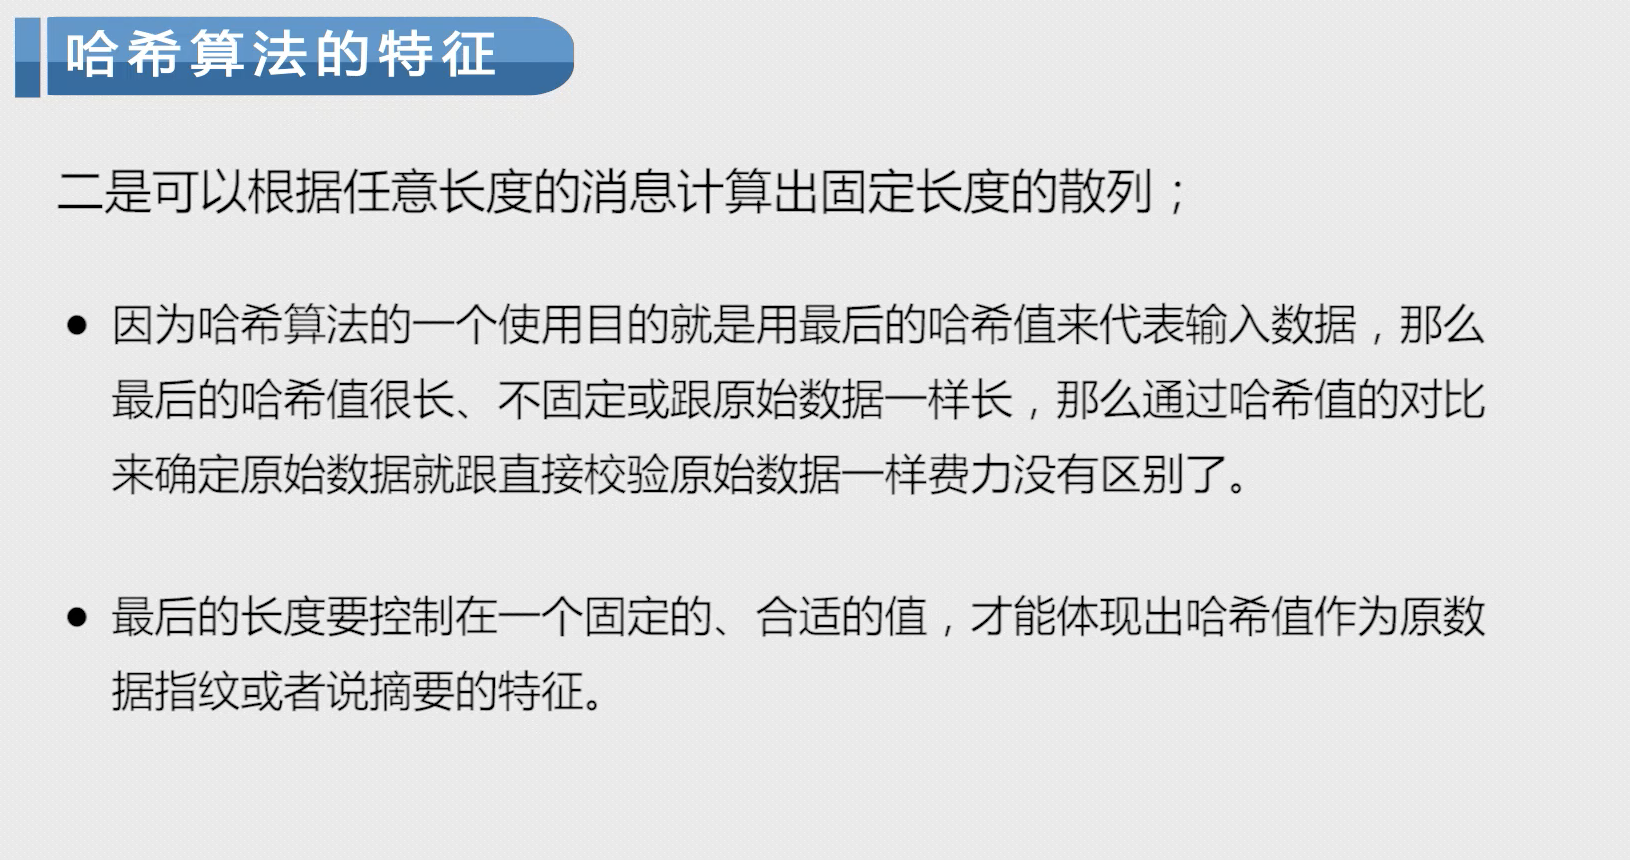 哈希算法的特征
二是可以根据任意长度的消息计算出固定长度的散列；
● 因为哈希算法的一个使用目的就是用最后的哈希值来代表输入数据，那么
最后的哈希值很长、不固定或跟原始数据一样长，那么通过哈希值的对比
来确定原始数据就跟直接校验原始数据一样费力没有区别了。
● 最后的长度要控制在一个固定的、合适的值，才能体现出哈希值作为原数
据指纹或者说摘要的特征。